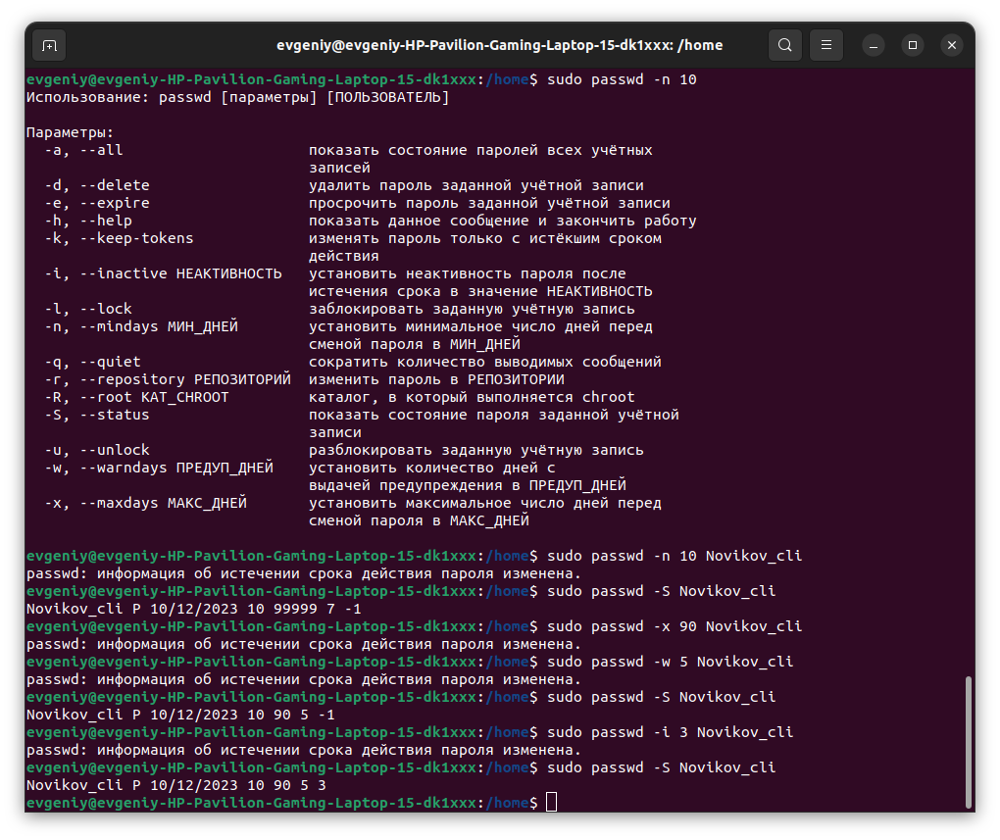 evgeniy@evgeniy-HP-Pavilion-Gaming-Laptop-15-dk1xxx: /home
evgeniy@evgeniy-HP-Pavilion-Gaming-Laptop-15-dk1xxx:/home$ sudo passwd -n 10
Использование: passwd [параметры] [ПОЛЬЗОВАТЕЛЬ]
Параметры:
-a, --all показать состояние паролей всех учётных
записей
-d, --delete удалить пароль заданной учётной записи
-e, --expire просрочить пароль заданной учётной записи
-h, --help показать данное сообщение и закончить работу
-k, --keep-tokens изменять пароль только с истёкшим сроком
действия
-i, --inactive НЕАКТИВНОСТЬ установить неактивность пароля после
истечения срока в значение НЕАКТИВНОСТЬ
-l, --lock заблокировать заданную учётную запись
-n, --mindays МИН_ДНЕЙ установить минимальное число дней перед
сменой пароля в МИН_ДНЕЙ
-q, --quiet сократить количество выводимых сообщений
-r, --repository РЕПОЗИТОРИЙ изменить пароль в РЕПОЗИТОРИИ
-R, --root КАТ_CHROOT каталог, в который выполняется chroot
-S, --status показать состояние пароля заданной учётной
записи
-u, --unlock разблокировать заданную учётную запись
-w, --warndays ПРЕДУП_ДНЕЙ установить количество дней с
выдачей предупреждения в ПРЕДУП_ДНЕЙ
-x, --maxdays МАКС_ДНЕЙ установить максимальное число дней перед
сменой пароля в МАКС_ДНЕЙ
evgeniy@evgeniy-HP-Pavilion-Gaming-Laptop-15-dk1xxx:/home$ sudo passwd -n 10 Novikov_cli
passwd: информация об истечении срока действия пароля изменена.
evgeniy@evgeniy-HP-Pavilion-Gaming-Laptop-15-dk1xxx:/home$ sudo passwd -S Novikov_cli
Novikov_cli P 10/12/2023 10 99999 7 -1
evgeniy@evgeniy-HP-Pavilion-Gaming-Laptop-15-dk1xxx:/home$ sudo passwd -x 90 Novikov_cli
passwd: информация об истечении срока действия пароля изменена.
evgeniy@evgeniy-HP-Pavilion-Gaming-Laptop-15-dk1xxx:/home$ sudo passwd -w 5 Novikov_cli
passwd: информация об истечении срока действия пароля изменена.
evgeniy@evgeniy-HP-Pavilion-Gaming-Laptop-15-dk1xxx:/home$ sudo passwd -S Novikov_cli
Novikov_cli P 10/12/2023 10 90 5 -1
evgeniy@evgeniy-HP-Pavilion-Gaming-Laptop-15-dk1xxx:/home$ sudo passwd -i 3 Novikov_cli
passwd: информация об истечении срока действия пароля изменена.
evgeniy@evgeniy-HP-Pavilion-Gaming-Laptop-15-dk1xxx:/home$ sudo passwd -S Novikov_cli
Novikov_cli P 10/12/2023 10 90 5 3
evgeniy@evgeniy-HP-Pavilion-Gaming-Laptop-15-dk1xxx:/home$